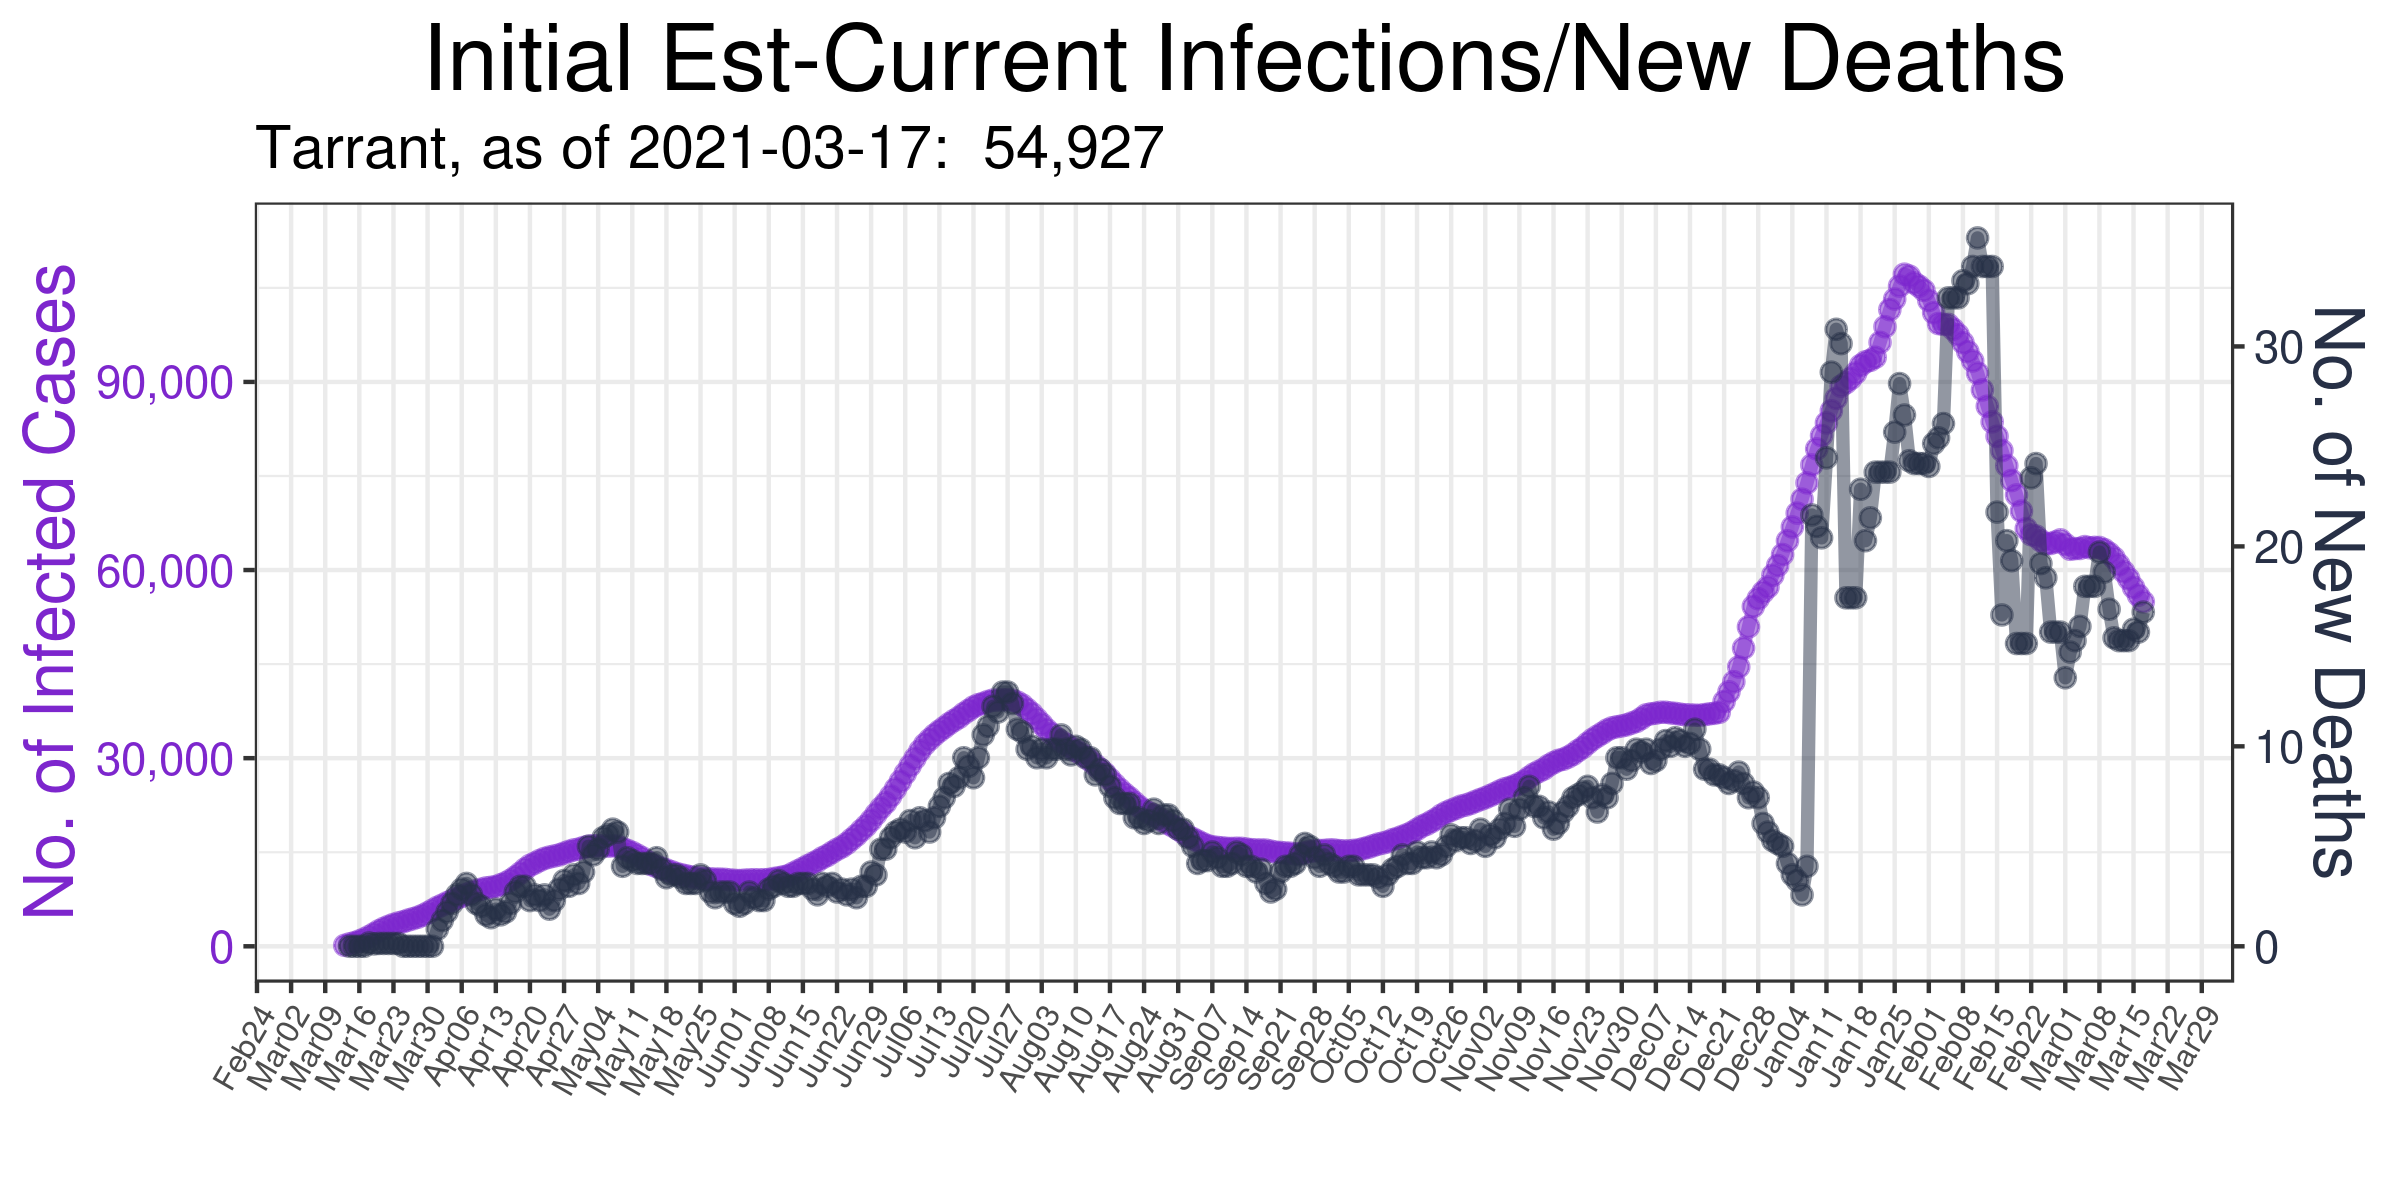 Initial Est-Current Infections/New Deaths
Tarrant, as of 2021-03-17:  54,927
No. of Infected Cases
90,000
60,000
30,000
0
30
20
10
0
No. of New Deaths
Feb24
Mar02
Mar09
Mar16
Mar23
Mar30
Apr06
Apr13
Apr20
Apr27
May04
May11
May18
May25
Jun01
Jun08
Jun15
Jun22
Jun29
Jul06
Jul13
Jul20
Jul27
Aug03
Aug10
Aug17
Aug24
Aug31
Sep07
Sep14
Sep21
Sep28
Oct05
Oct12
Oct19
Oct26
Nov02
Nov09
Nov16
Nov23
Nov30
Dec07
Dec14
Dec21
Dec28
Jan04
Jan11
Jan18
Jan25
Feb01
Feb08
Feb15
Feb22
Mar01
Mar08
Mar15
Mar22
Mar29